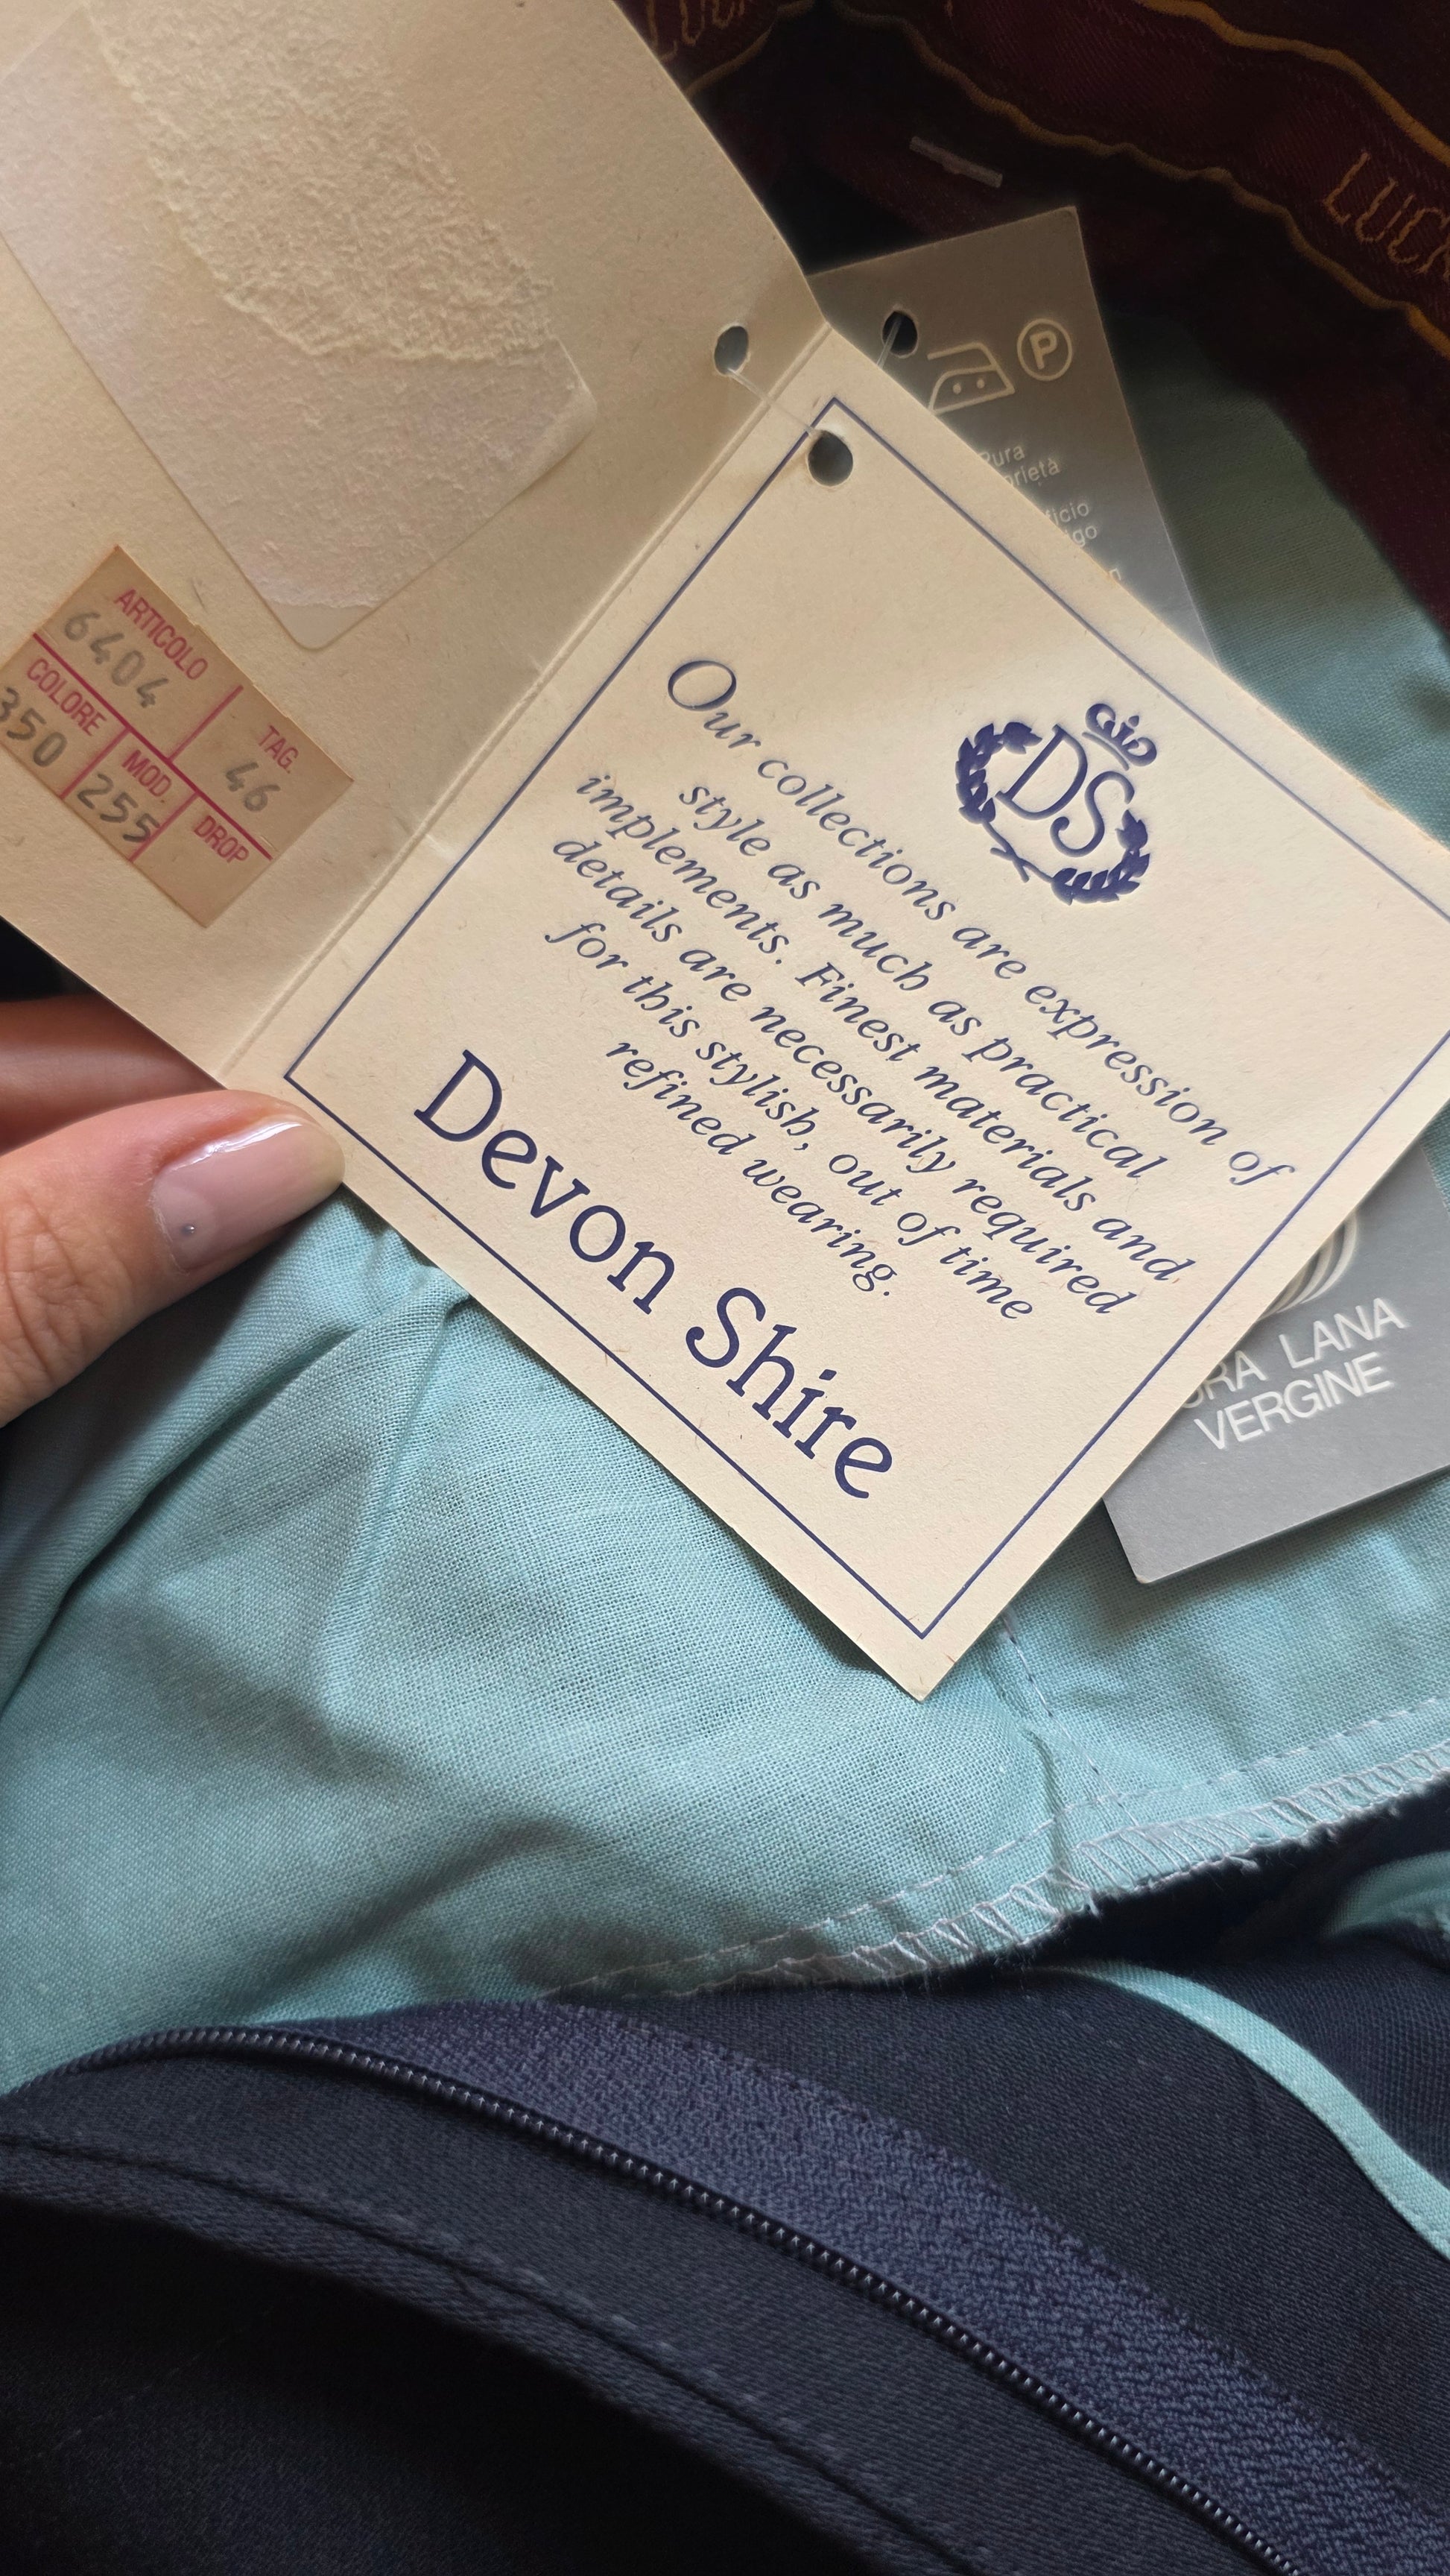 ARTICOLO
6404
TAG.
46
COLORE
350
MOD.
255
DROP
DS
Our collections are expression of
style as much as practical
implements. Finest materials and
details are necessarily required
for this stylish, out of time
refined wearing.
Devon Shire
P
Pura
LANA
VERGINE